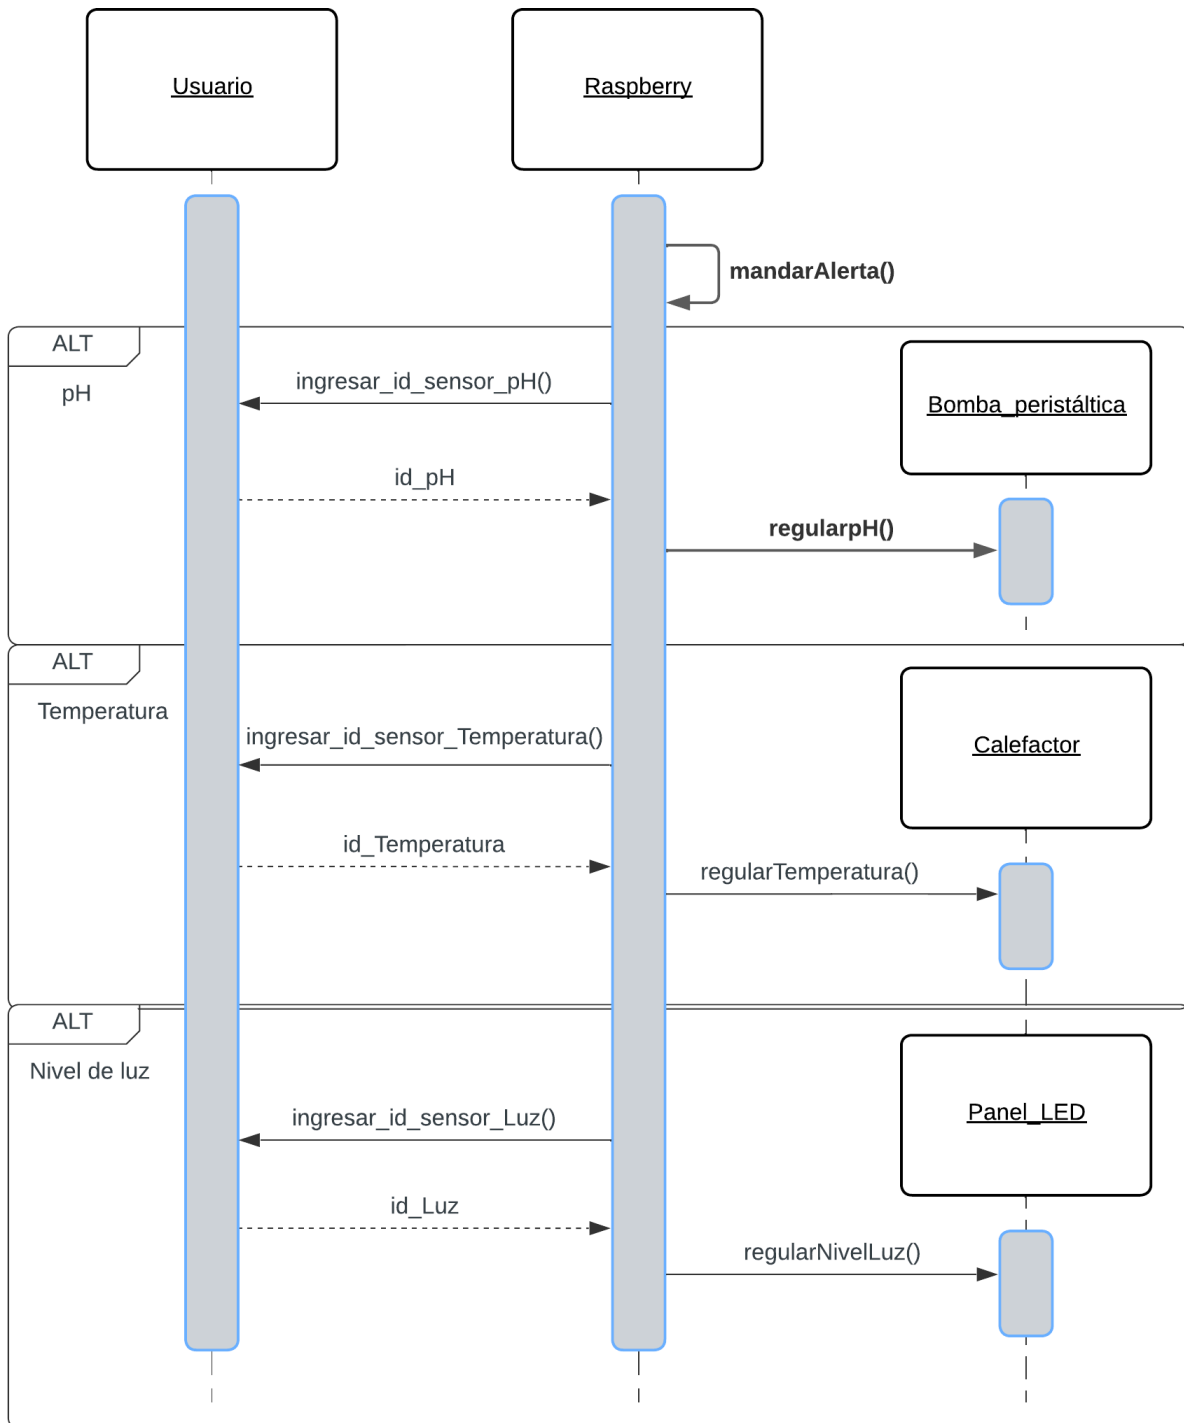 Usuario
Raspberry
mandarAlerta()
ALT
pH
ingresar_id_sensor_pH()
Bomba_peristáltica
id_pH
regularpH()
ALT
Temperatura
ingresar_id_sensor_Temperatura()
Calefactor
id_Temperatura
regularTemperatura()
ALT
Nivel de luz
ingresar_id_sensor_Luz()
Panel_LED
id_Luz
regularNivelLuz()